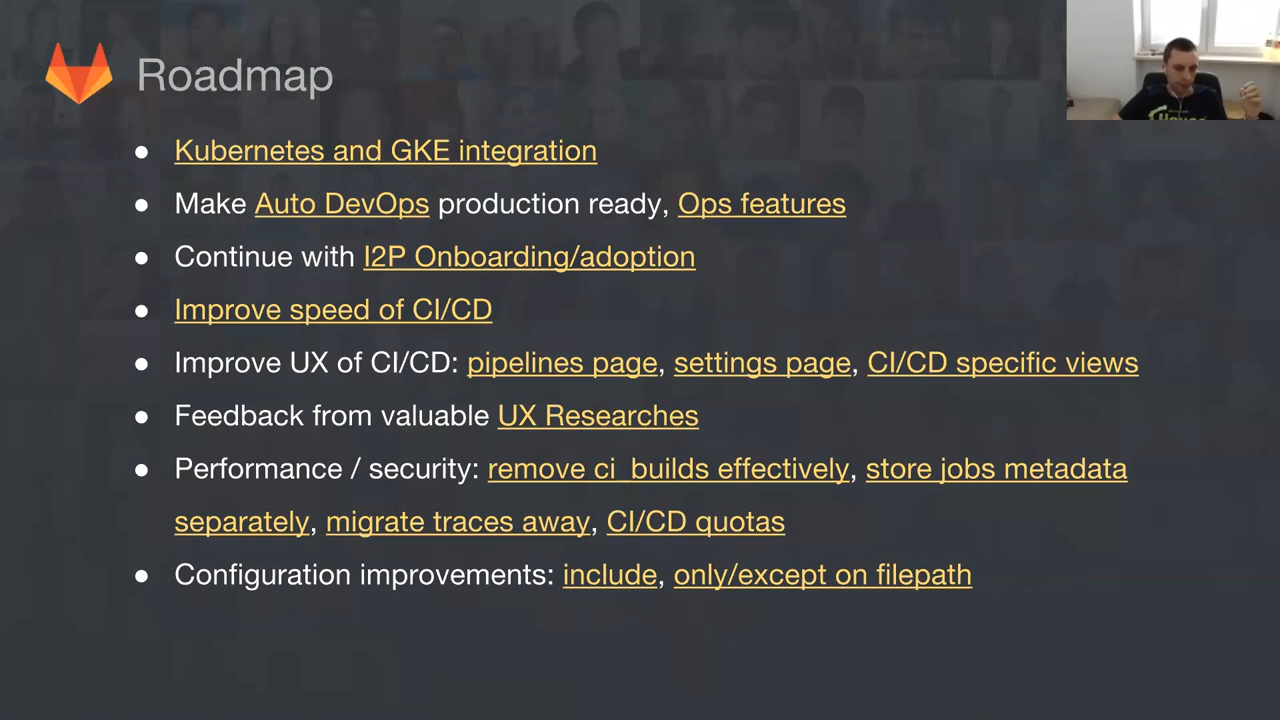 Roadmap
● Kubernetes and GKE integration
● Make Auto DevOps production ready, Ops features
● Continue with I2P Onboarding/adoption
● Improve speed of CI/CD
● Improve UX of CI/CD: pipelines page, settings page, CI/CD specific views
● Feedback from valuable UX Researches
● Performance / security: remove ci_builds effectively, store jobs metadata
separately, migrate traces away, CI/CD quotas
● Configuration improvements: include, only/except on filepath